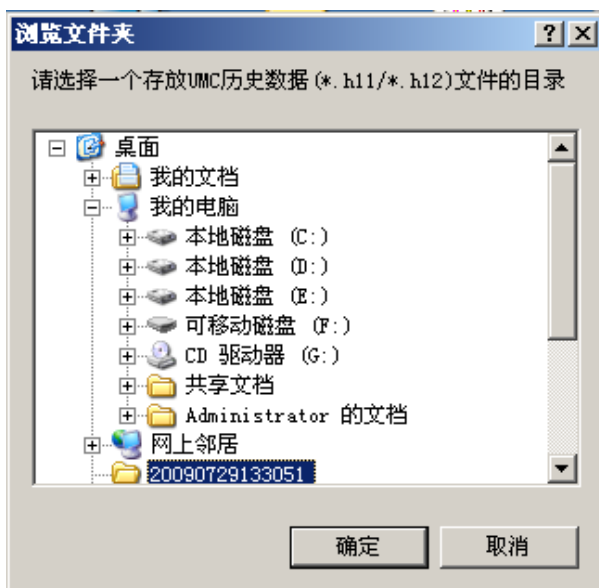 浏览文件夹
请选择一个存放UMC历史数据(*.h11/*.h12)文件的目录
桌面
我的文档
我的电脑
本地磁盘 (C:)
本地磁盘 (D:)
本地磁盘 (E:)
可移动磁盘 (F:)
CD 驱动器 (G:)
共享文档
Administrator 的文档
网上邻居
20090729133051
确定 取消